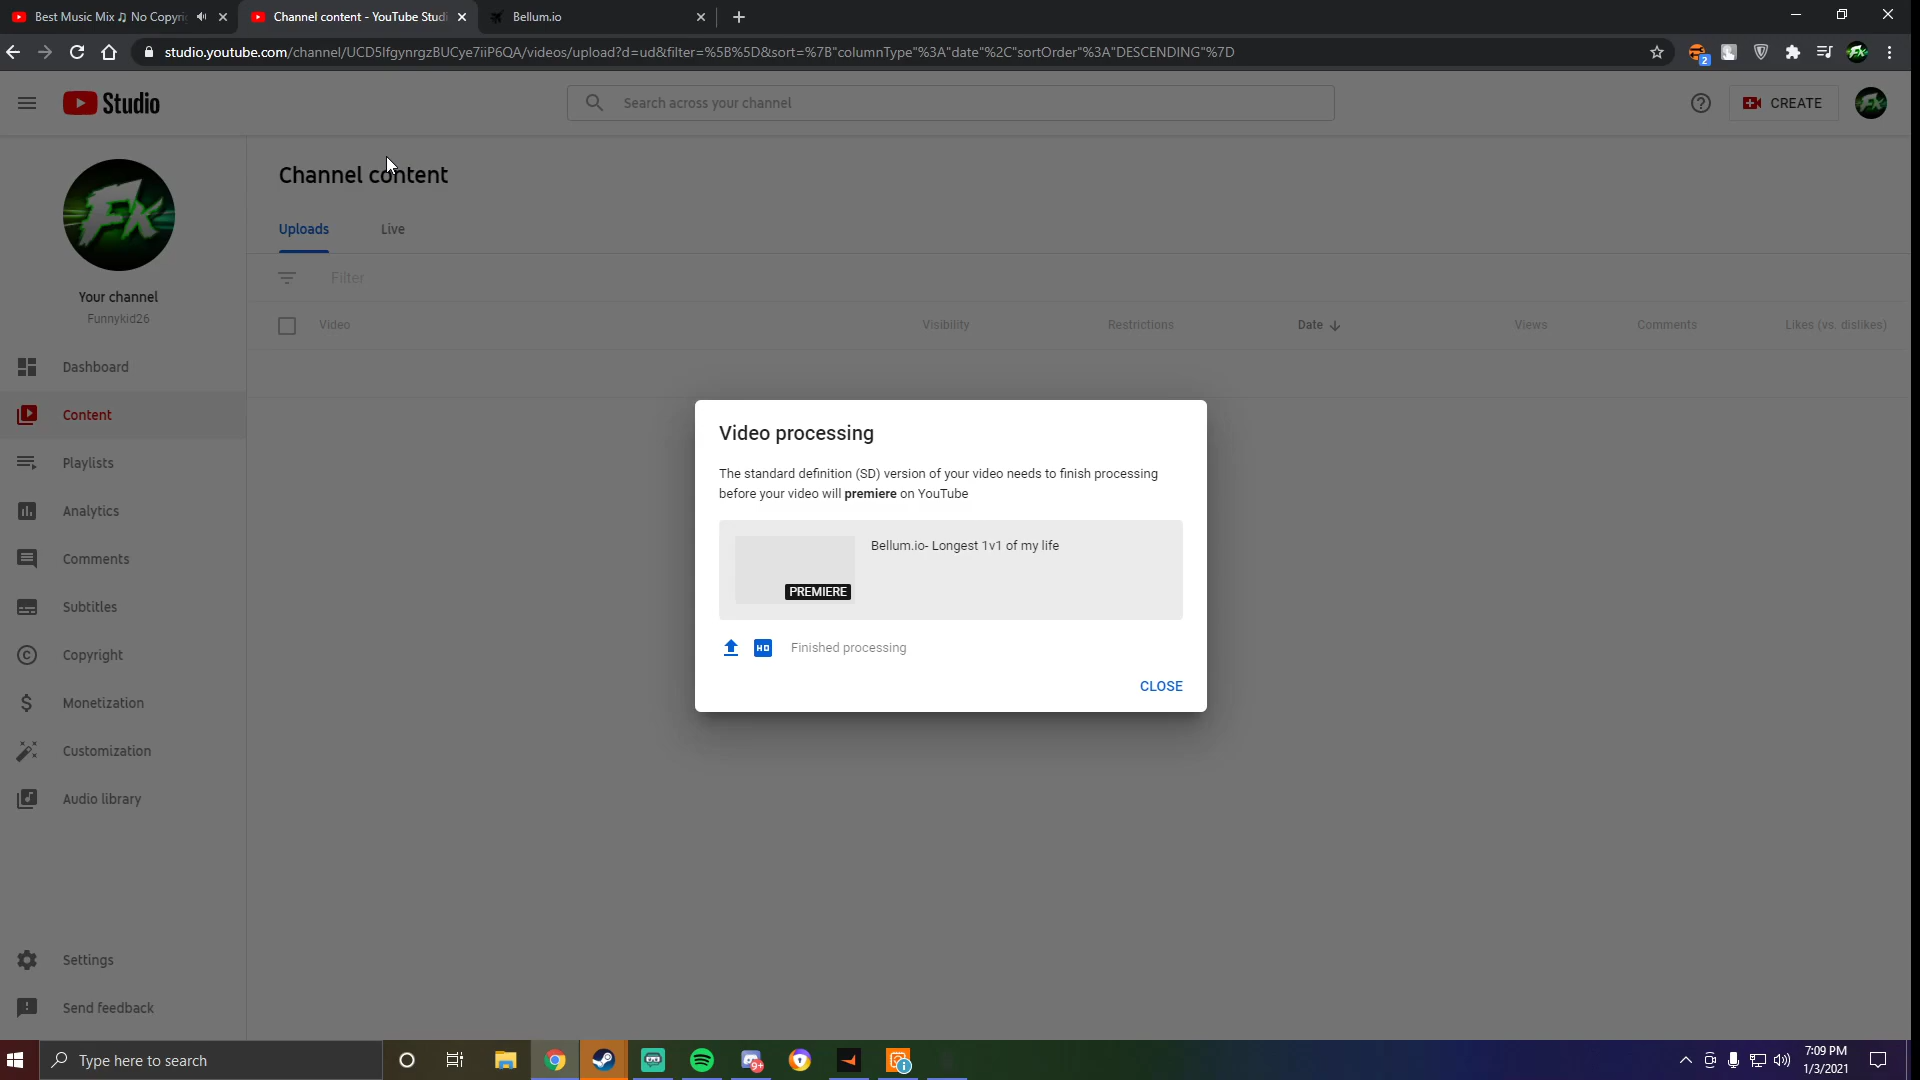 Best Music Mix ♫ No Copyri
Channel content - YouTube Studi
Bellum.io
studio.youtube.com/channel/UCD5lfgynrgzBUCye7iiP6QA/videos/upload?d=ud&filter=%5B%5D&sort=%7B"columnType"%3A"date"%2C"sortOrder"%3A"DESCENDING"%7D
2
Studio
Search across your channel
CREATE
FK
Your channel
Funnykid26
Dashboard
Content
Playlists
Analytics
Comments
Subtitles
Copyright
Monetization
Customization
Audio library
Settings
Send feedback
Channel content
Uploads
Live
Filter
Video
Visibility
Restrictions
Date
Views
Comments
Likes (vs. dislikes)
Video processing
The standard definition (SD) version of your video needs to finish processing
before your video will premiere on YouTube
Bellum.io- Longest 1v1 of my life
PREMIERE
HD
Finished processing
CLOSE
Type here to search
9+
7:09 PM
1/3/2021